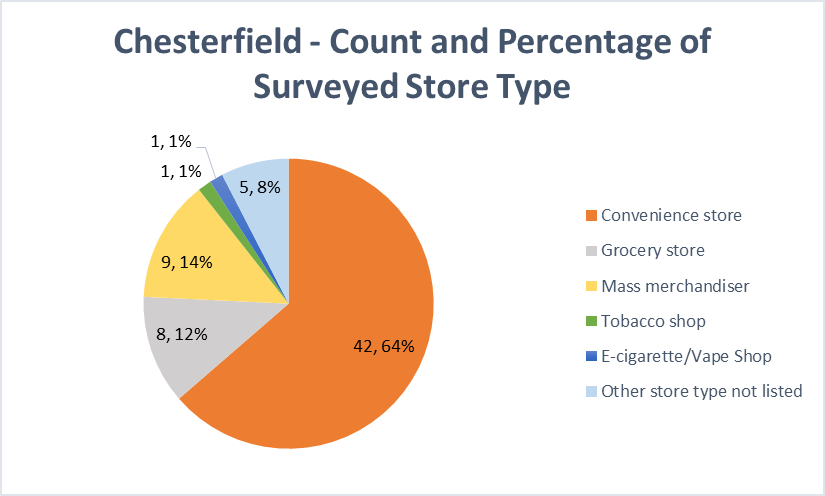 Chesterfield - Count and Percentage of
Surveyed Store Type
1, 1%
1, 1%
5, 8%
9, 14%
8, 12%
42, 64%
Convenience store
Grocery store
Mass merchandiser
Tobacco shop
E-cigarette/Vape Shop
Other store type not listed